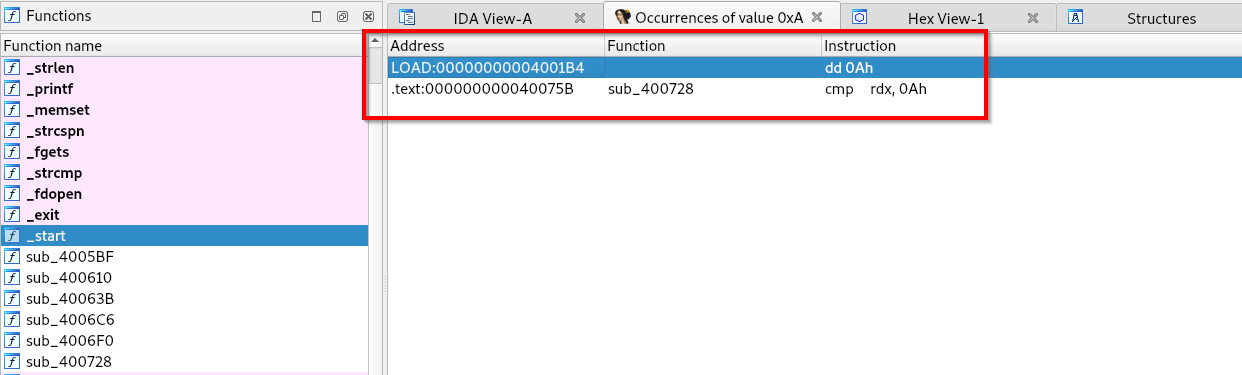 Functions
IDA View-A
Occurrences of value 0xA
Hex View-1
Structures
Function name
_strlen
_printf
_memset
_strcspn
_fgets
_strcmp
_fdopen
_exit
_start
sub_4005BF
sub_400610
sub_40063B
sub_4006C6
sub_4006F0
sub_400728
Address Function Instruction
LOAD:00000000004001B4 dd 0Ah
.text:000000000040075B sub_400728 cmp rdx, 0Ah